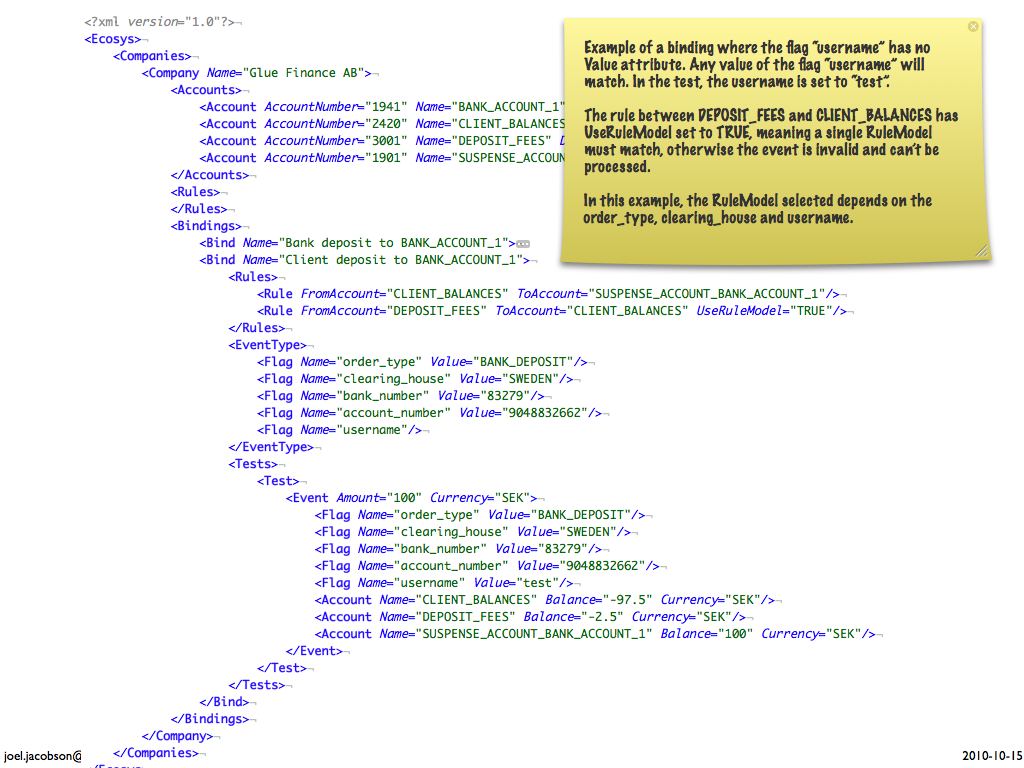 <?xml version="1.0"?>¬
<Ecosys>¬
<Companies>¬
<Company Name="Glue Finance AB">¬
<Accounts>¬
<Account AccountNumber="1941" Name="BANK_ACCOUNT_1"
<Account AccountNumber="2420" Name="CLIENT_BALANCES
<Account AccountNumber="3001" Name="DEPOSIT_FEES"
<Account AccountNumber="1901" Name="SUSPENSE_ACCOUN
</Accounts>¬
<Rules>¬
</Rules>¬
<Bindings>¬
<Bind Name="Bank deposit to BANK_ACCOUNT_1">
<Bind Name="Client deposit to BANK_ACCOUNT_1">¬
<Rules>¬
<Rule FromAccount="CLIENT_BALANCES" ToAccount="SUSPENSE_ACCOUNT_BANK_ACCOUNT_1"/>¬
<Rule FromAccount="DEPOSIT_FEES" ToAccount="CLIENT_BALANCES" UseRuleModel="TRUE"/>¬
</Rules>¬
<EventType>¬
<Flag Name="order_type" Value="BANK_DEPOSIT"/>¬
<Flag Name="clearing_house" Value="SWEDEN"/>¬
<Flag Name="bank_number" Value="83279"/>¬
<Flag Name="account_number" Value="9048832662"/>¬
<Flag Name="username"/>¬
</EventType>¬
<Tests>¬
<Test>¬
<Event Amount="100" Currency="SEK">¬
<Flag Name="order_type" Value="BANK_DEPOSIT"/>¬
<Flag Name="clearing_house" Value="SWEDEN"/>¬
<Flag Name="bank_number" Value="83279"/>¬
<Flag Name="account_number" Value="9048832662"/>¬
<Flag Name="username" Value="test"/>¬
<Account Name="CLIENT_BALANCES" Balance="-97.5" Currency="SEK"/>¬
<Account Name="DEPOSIT_FEES" Balance="-2.5" Currency="SEK"/>¬
<Account Name="SUSPENSE_ACCOUNT_BANK_ACCOUNT_1" Balance="100" Currency="SEK"/>¬
</Event>¬
</Test>¬
</Tests>¬
</Bind>¬
</Bindings>¬
</Company>¬
</Companies>¬
Example of a binding where the flag "username" has no
Value attribute. Any value of the flag "username" will
match. In the test, the username is set to "test".
The rule between DEPOSIT_FEES and CLIENT_BALANCES has
UseRuleModel set to TRUE, meaning a single RuleModel
must match, otherwise the event is invalid and can't be
processed.
In this example, the RuleModel selected depends on the
order_type, clearing_house and username.
joel.jacobson@
2010-10-15